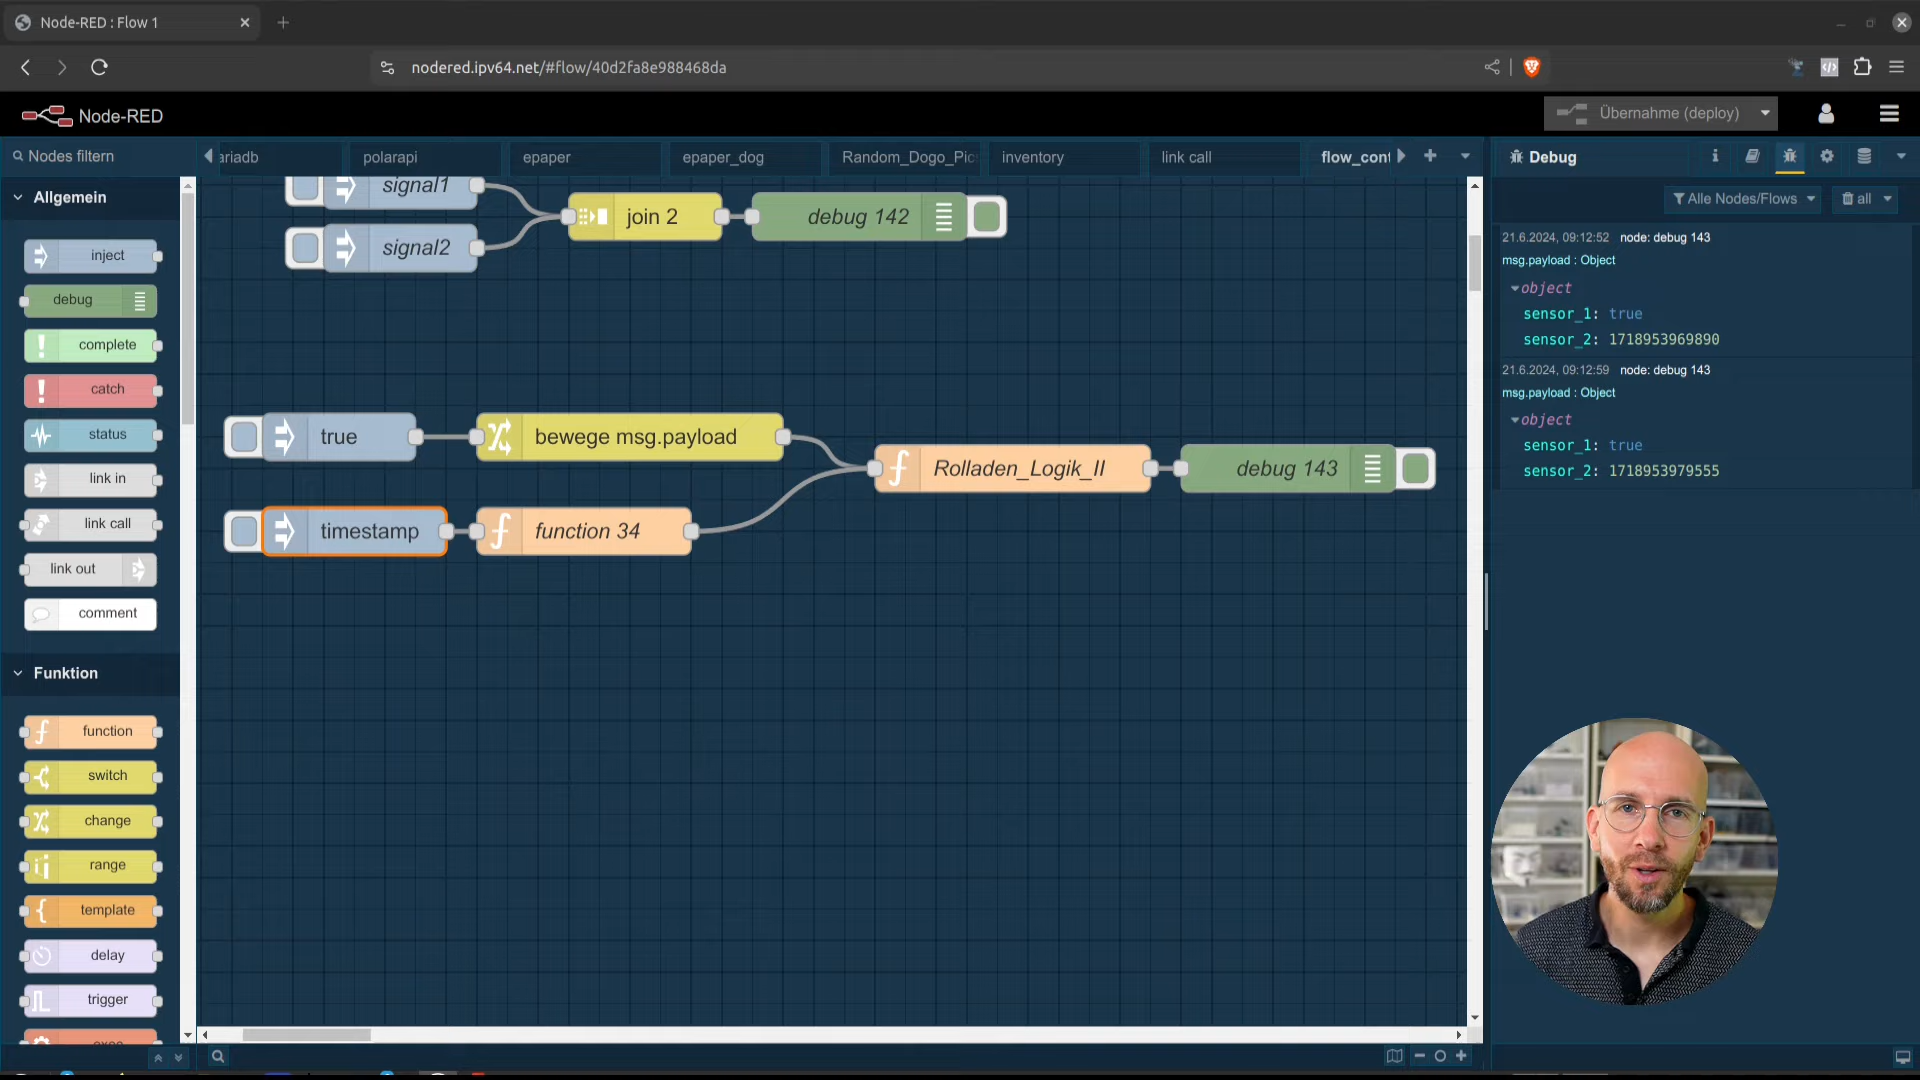 Node-RED : Flow 1
nodered.ipv64.net/#flow/40d2fa8e988468da
Node-RED
Übernahme (deploy)
Nodes filtern
ariadb
polarapi
epaper
epaper_dog
Random_Dogo_Pic
inventory
link call
flow_cont
Debug
Allgemein
inject
debug
complete
catch
status
link in
link call
link out
comment
Funktion
function
switch
change
range
template
delay
trigger
exec
signal1
signal2
join 2
debug 142
true
bewege msg.payload
Rolladen_Logik_II
debug 143
timestamp
function 34
Alle Nodes/Flows
all
21.6.2024, 09:12:52 node: debug 143
msg.payload : Object
object
sensor_1: true
sensor_2: 1718953969890
21.6.2024, 09:12:59 node: debug 143
msg.payload : Object
object
sensor_1: true
sensor_2: 1718953979555